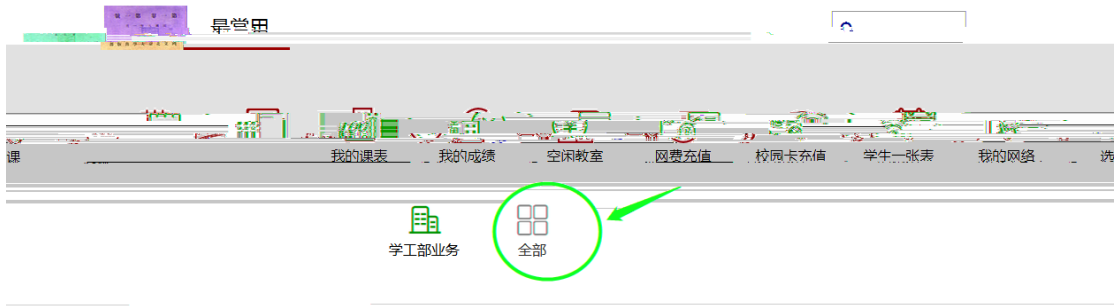 最常用
课 我的课表 我的成绩 空闲教室 网费充值 校园卡充值 学生一张表 我的网络 选
学工部业务 全部